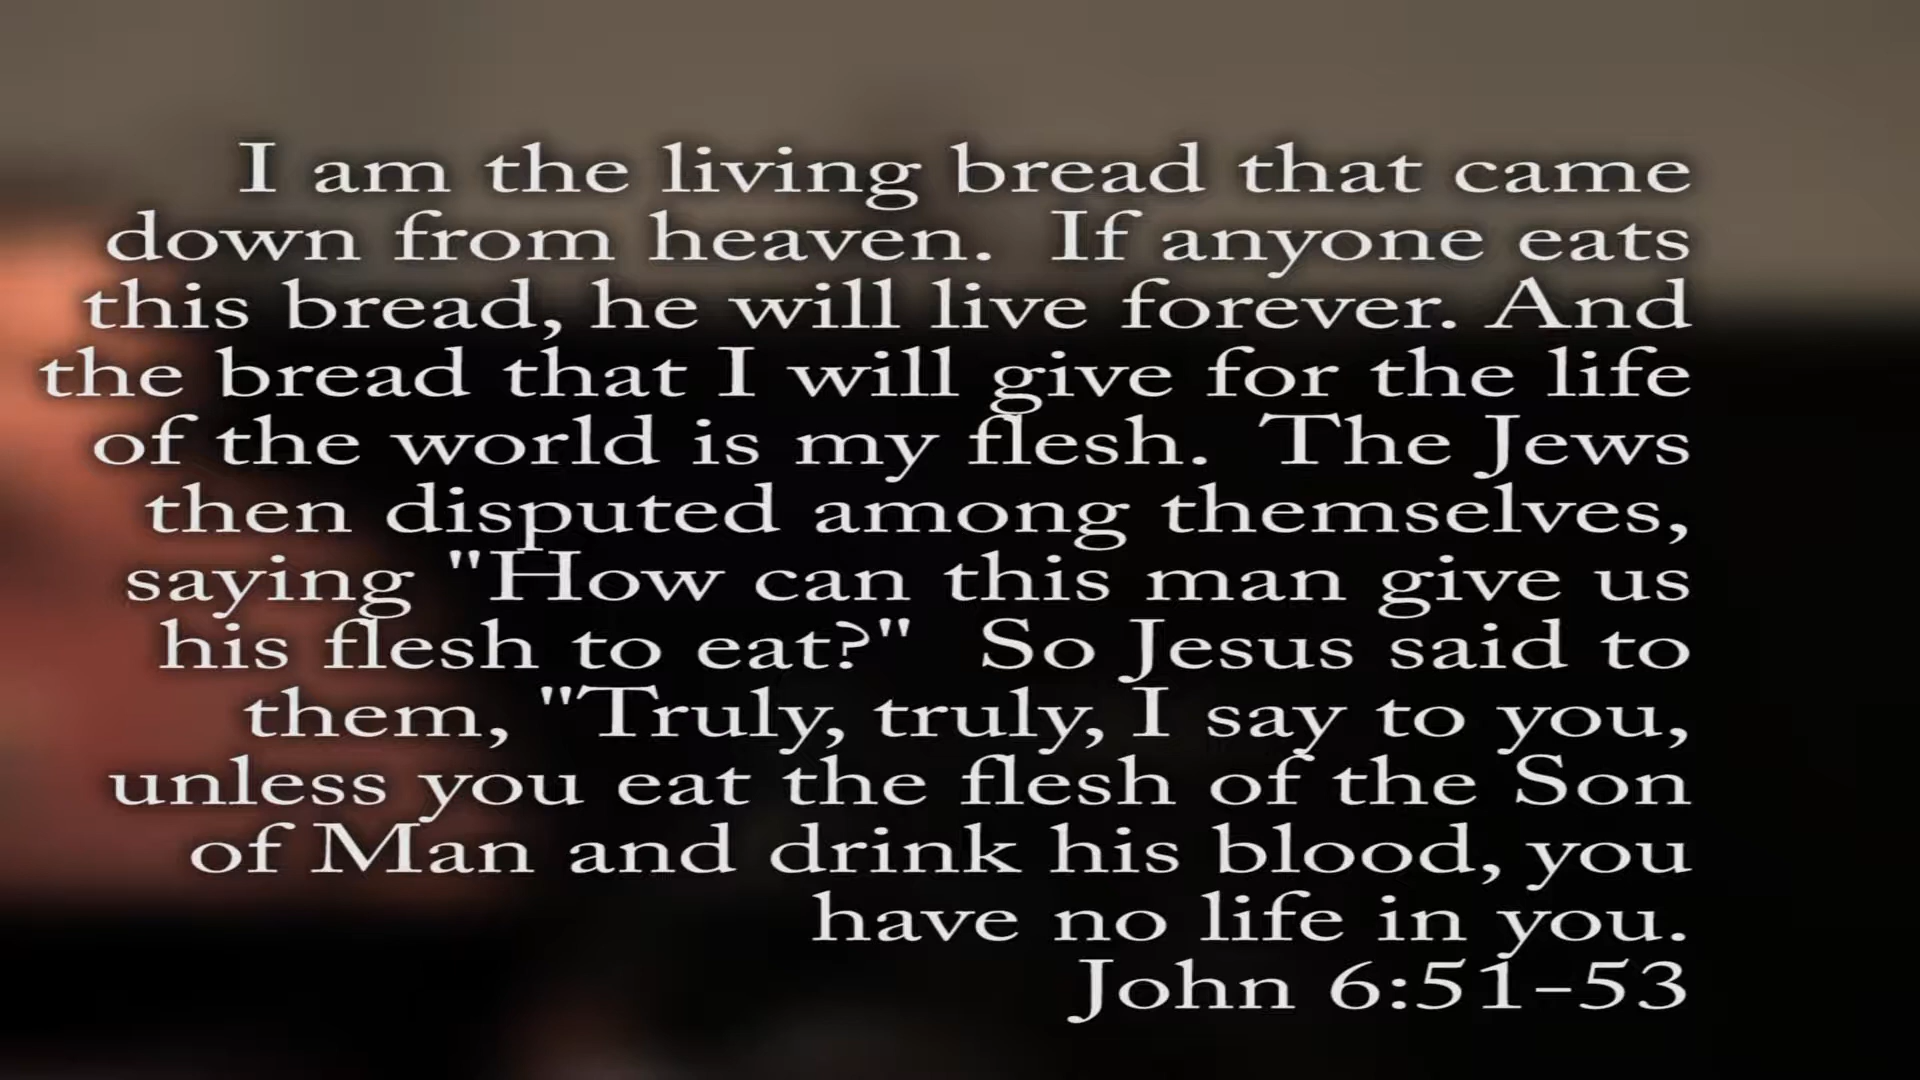 I am the living bread that came
down from heaven.  If anyone eats
this bread, he will live forever. And
the bread that I will give for the life
of the world is my flesh.  The Jews
then disputed among themselves,
saying "How can this man give us
his flesh to eat?"  So Jesus said to
them, "Truly, truly, I say to you,
unless you eat the flesh of the Son
of Man and drink his blood, you
have no life in you.
John 6:51–53